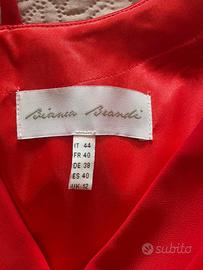 Bianca Brandi
IT 44
FR 40
DE 38
ES 40
UK 12
subito